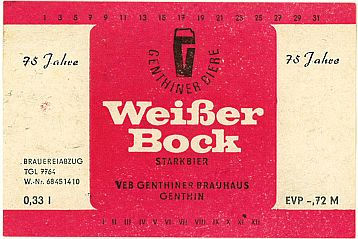 1 3 5 7 9 11 13 15 17 19 21 23 25 27 29 31
75 Jahre
GENTHINER BIERE
75 Jahre
Weißer
Bock
STARKBIER
BRAUEREIABZUG
TGL 7764
W.-Nr. 68451410
VEB GENTHINER BRAUHAUS
GENTHIN
0,33 l
EVP -,72 M
I II III IV V VI VII VIII IX X XI XII